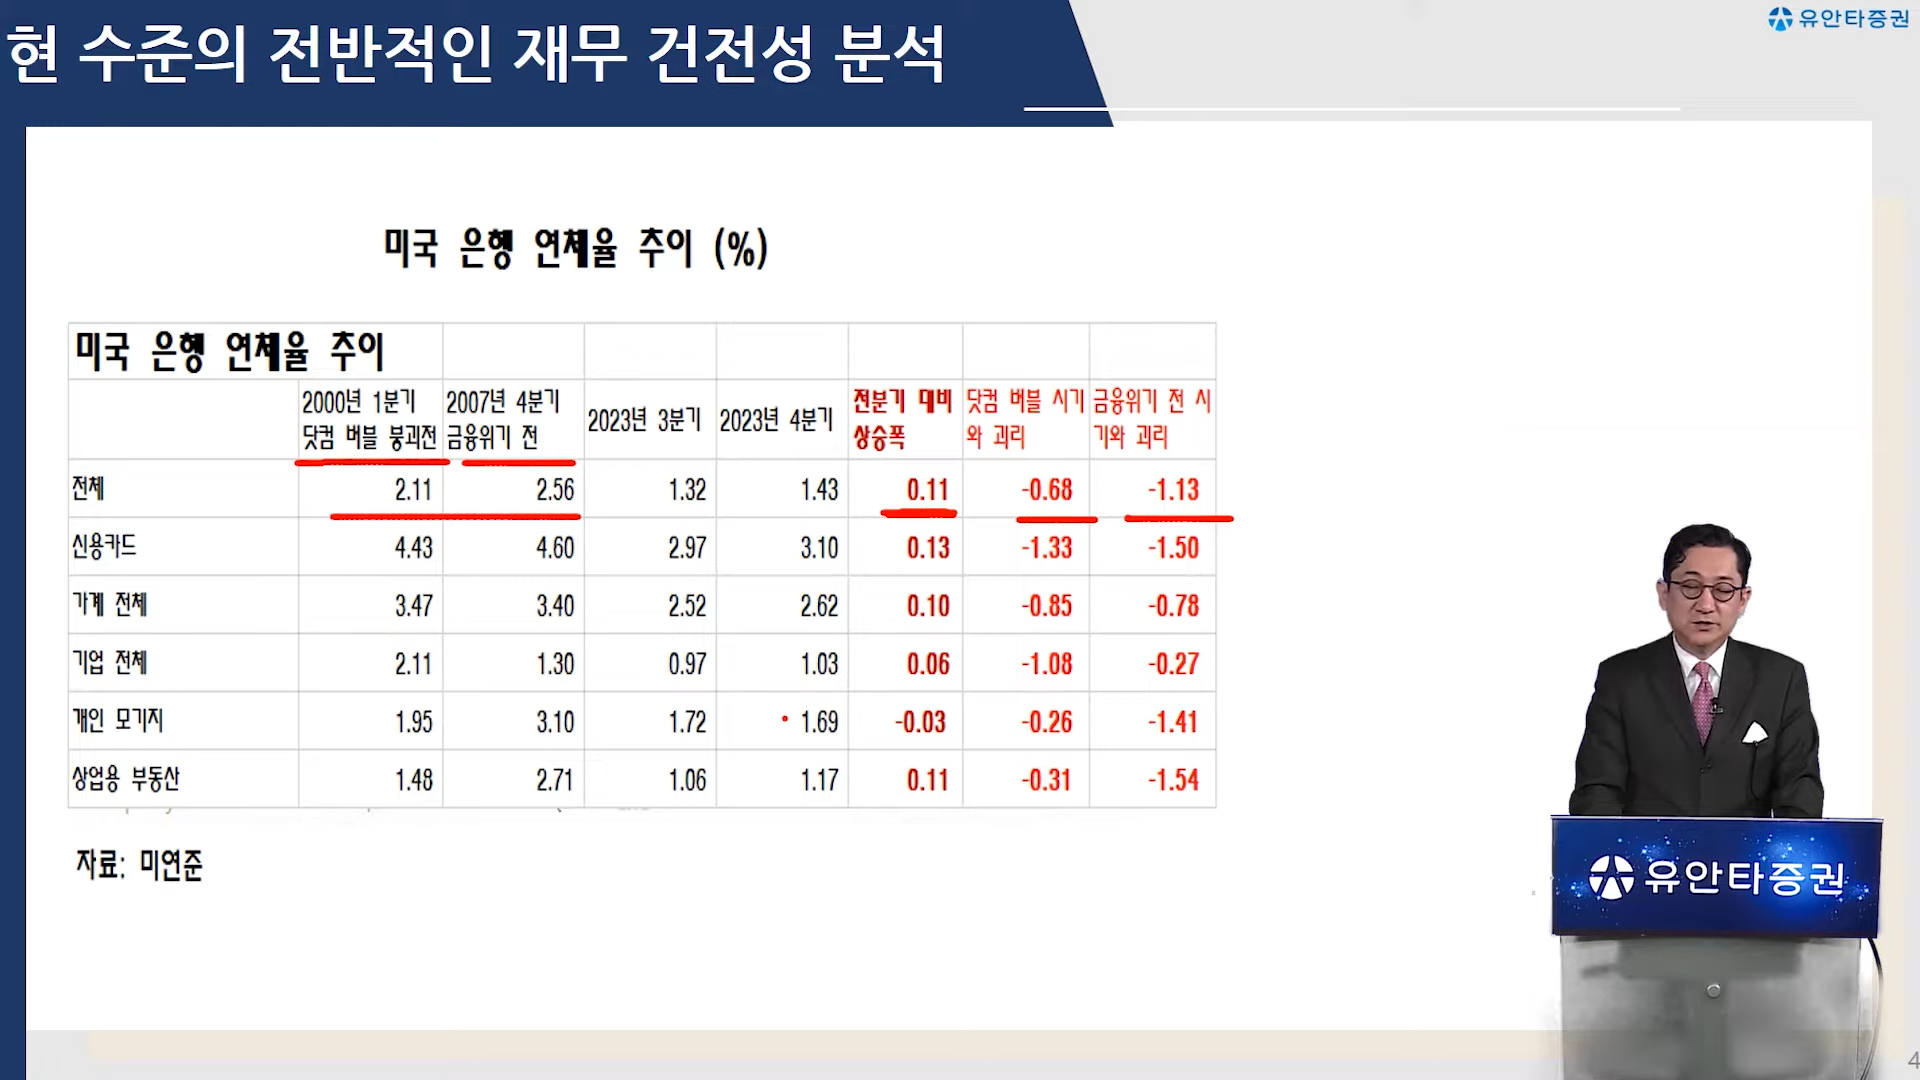 현 수준의 전반적인 재무 건전성 분석
유안타증권
미국 은행 연체율 추이 (%)
미국 은행 연체율 추이
2000년 1분기 닷컴 버블 붕괴전 2007년 4분기 금융위기 전 2023년 3분기 2023년 4분기 전분기 대비 상승폭 닷컴 버블 시기와 괴리 금융위기 전 시기와 괴리
전체 2.11 2.56 1.32 1.43 0.11 -0.68 -1.13
신용카드 4.43 4.60 2.97 3.10 0.13 -1.33 -1.50
가계 전체 3.47 3.40 2.52 2.62 0.10 -0.85 -0.78
기업 전체 2.11 1.30 0.97 1.03 0.06 -1.08 -0.27
개인 모기지 1.95 3.10 1.72 1.69 -0.03 -0.26 -1.41
상업용 부동산 1.48 2.71 1.06 1.17 0.11 -0.31 -1.54
자료: 미연준
유안타증권
4